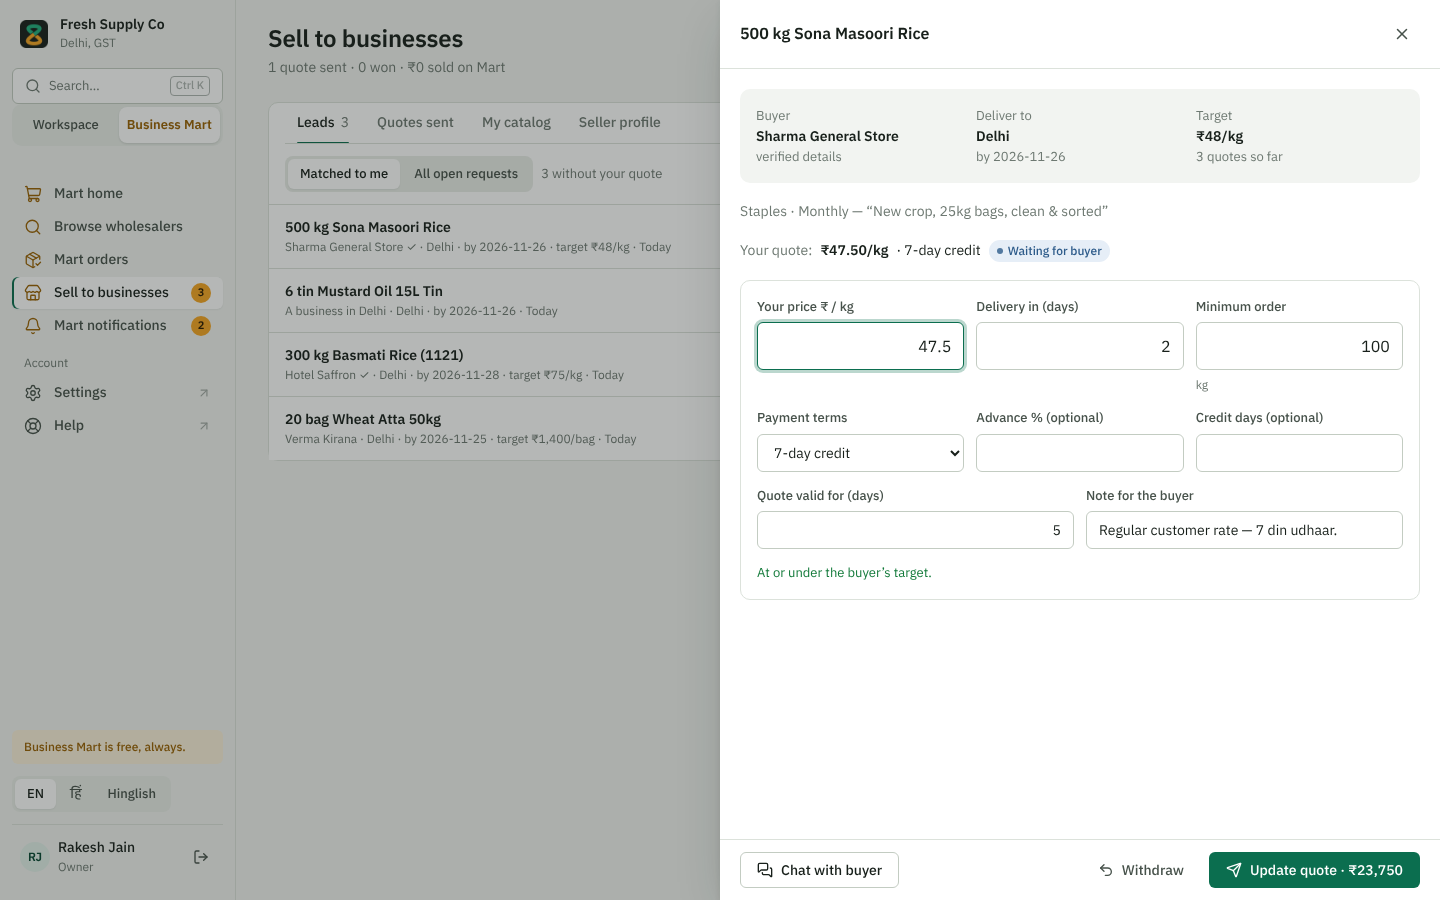 Fresh Supply Co
Delhi, GST
Search...
Ctrl K
Workspace
Business Mart
Mart home
Browse wholesalers
Mart orders
Sell to businesses
3
Mart notifications
2
Account
Settings
Help
Business Mart is free, always.
EN
हिं
Hinglish
RJ
Rakesh Jain
Owner
Sell to businesses
1 quote sent · 0 won · ₹0 sold on Mart
Leads 3
Quotes sent
My catalog
Seller profile
Matched to me
All open requests
3 without your quote
500 kg Sona Masoori Rice
Sharma General Store ✓ · Delhi · by 2026-11-26 · target ₹48/kg · Today
6 tin Mustard Oil 15L Tin
A business in Delhi · Delhi · by 2026-11-26 · Today
300 kg Basmati Rice (1121)
Hotel Saffron ✓ · Delhi · by 2026-11-28 · target ₹75/kg · Today
20 bag Wheat Atta 50kg
Verma Kirana · Delhi · by 2026-11-25 · target ₹1,400/bag · Today
500 kg Sona Masoori Rice
Buyer
Sharma General Store
verified details
Deliver to
Delhi
by 2026-11-26
Target
₹48/kg
3 quotes so far
Staples · Monthly — “New crop, 25kg bags, clean & sorted”
Your quote: ₹47.50/kg · 7-day credit
Waiting for buyer
Your price ₹ / kg
47.5
Delivery in (days)
2
Minimum order
100
kg
Payment terms
7-day credit
Advance % (optional)
Credit days (optional)
Quote valid for (days)
5
Note for the buyer
Regular customer rate — 7 din udhaar.
At or under the buyer’s target.
Chat with buyer
Withdraw
Update quote · ₹23,750